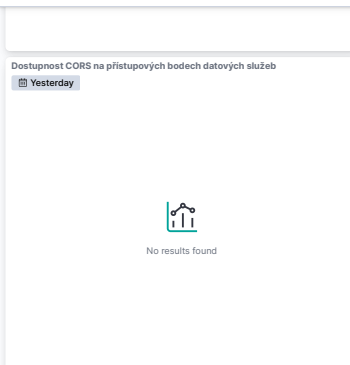 Dostupnost CORS na přístupových bodech datových služeb
Yesterday
No results found